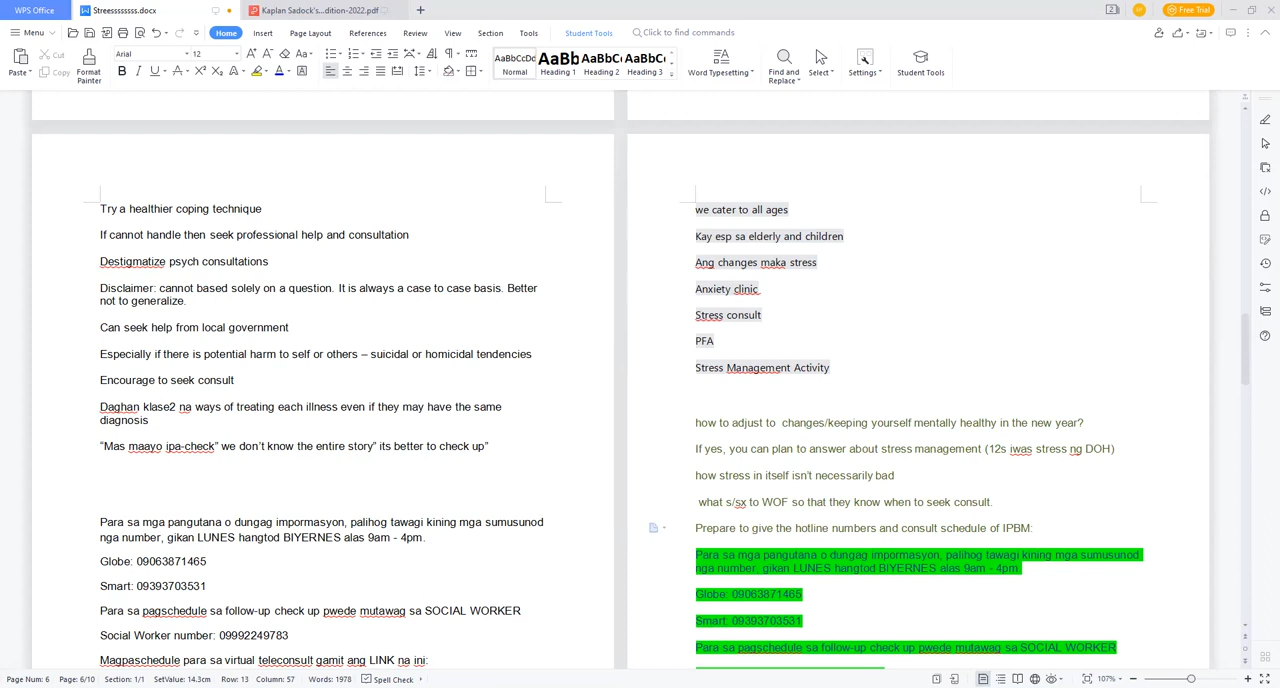 WPS Office
Streesssssss.docx
Kaplan Sadock's...dition-2022.pdf
Free Trial
Menu
Home
Insert
Page Layout
References
Review
View
Section
Tools
Student Tools
Click to find commands
Paste
Cut
Copy
Format Painter
Arial
12
AaBbCcDd
Normal
AaBb
Heading 1
AaBbC
Heading 2
AaBbC
Heading 3
Word Typesetting
Find and Replace
Select
Settings
Student Tools
Try a healthier coping technique
If cannot handle then seek professional help and consultation
Destigmatize psych consultations
Disclaimer: cannot based solely on a question. It is always a case to case basis. Better
not to generalize.
Can seek help from local government
Especially if there is potential harm to self or others – suicidal or homicidal tendencies
Encourage to seek consult
Daghan klase2 na ways of treating each illness even if they may have the same
diagnosis
“Mas maayo ipa-check” we don’t know the entire story” its better to check up”
Para sa mga pangutana o dungag impormasyon, palihog tawagi kining mga sumusunod
nga number, gikan LUNES hangtod BIYERNES alas 9am - 4pm.
Globe: 09063871465
Smart: 09393703531
Para sa pagschedule sa follow-up check up pwede mutawag sa SOCIAL WORKER
Social Worker number: 09992249783
Magpaschedule para sa virtual teleconsult gamit ang LINK na ini:
we cater to all ages
Kay esp sa elderly and children
Ang changes maka stress
Anxiety clinic
Stress consult
PFA
Stress Management Activity
how to adjust to  changes/keeping yourself mentally healthy in the new year?
If yes, you can plan to answer about stress management (12s iwas stress ng DOH)
how stress in itself isn’t necessarily bad
what s/sx to WOF so that they know when to seek consult.
Prepare to give the hotline numbers and consult schedule of IPBM:
Para sa mga pangutana o dungag impormasyon, palihog tawagi kining mga sumusunod
nga number, gikan LUNES hangtod BIYERNES alas 9am - 4pm.
Globe: 09063871465
Smart: 09393703531
Para sa pagschedule sa follow-up check up pwede mutawag sa SOCIAL WORKER
Page Num: 6
Page: 6/10
Section: 1/1
SetValue: 14.3cm
Row: 13
Column: 57
Words: 1978
Spell Check
107%